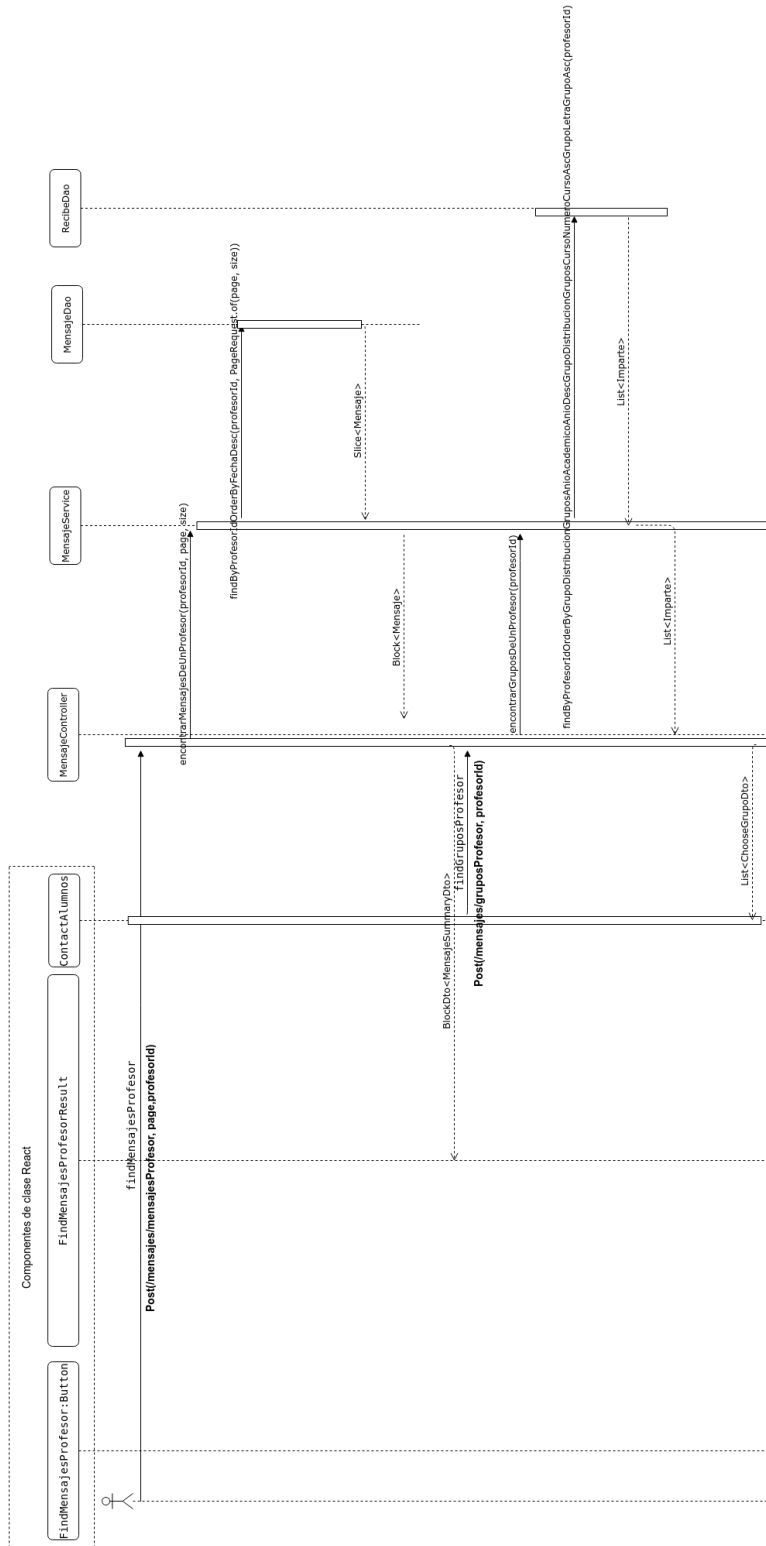 Componentes de clase React
FindMensajesProfesor:Button
FindMensajesProfesorResult
ContactAlumnos
MensajeController
MensajeService
MensajeDao
RecibeDao
findMensajesProfesor
Post(/mensajes/mensajesProfesor, page,profesorId)
encontrarMensajesDeUnProfesor(profesorId, page, size)
findByProfesorIdOrderByFechaDesc(profesorId, PageRequest.of(page, size))
Slice<Mensaje>
Block<Mensaje>
BlockDto<MensajeSummaryDto>
findGruposProfesor
Post(/mensajes/gruposProfesor, profesorId)
encontrarGruposDeUnProfesor(profesorId)
findByProfesorIdOrderByGrupoDistribucionGruposAnioAcademicoAnioDescGrupoDistribucionGruposCursoNumeroCursoAscGrupoLetraGrupoAsc(profesorId)
List<Imparte>
List<Imparte>
List<ChooseGrupoDto>